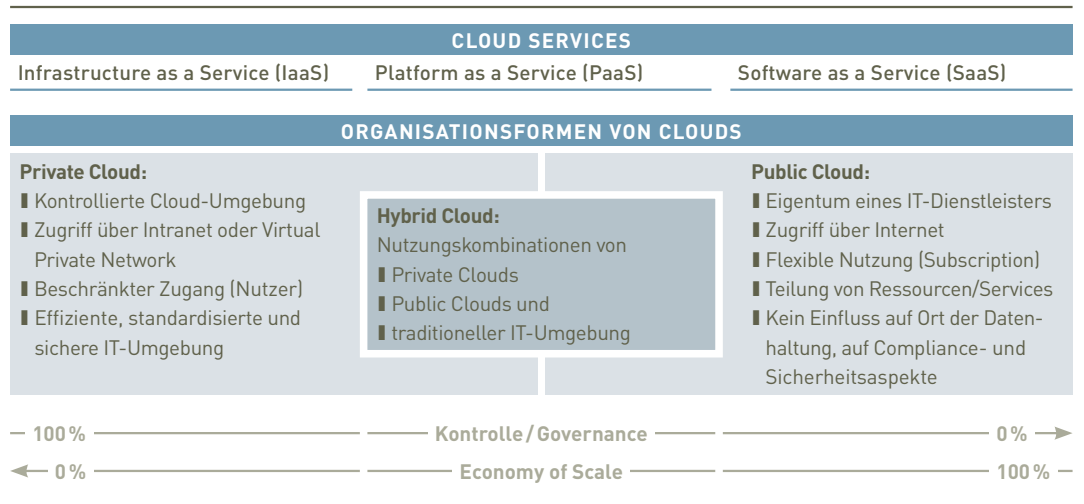 CLOUD SERVICES
Infrastructure as a Service (IaaS)
Platform as a Service (PaaS)
Software as a Service (SaaS)
ORGANISATIONSFORMEN VON CLOUDS
Private Cloud:
❚ Kontrollierte Cloud-Umgebung
❚ Zugriff über Intranet oder Virtual
Private Network
❚ Beschränkter Zugang (Nutzer)
❚ Effiziente, standardisierte und
sichere IT-Umgebung
Hybrid Cloud:
Nutzungskombinationen von
❚ Private Clouds
❚ Public Clouds und
❚ traditioneller IT-Umgebung
Public Cloud:
❚ Eigentum eines IT-Dienstleisters
❚ Zugriff über Internet
❚ Flexible Nutzung (Subscription)
❚ Teilung von Ressourcen/Services
❚ Kein Einfluss auf Ort der Daten-
haltung, auf Compliance- und
Sicherheitsaspekte
100 % Kontrolle / Governance 0 %
0 % Economy of Scale 100 %